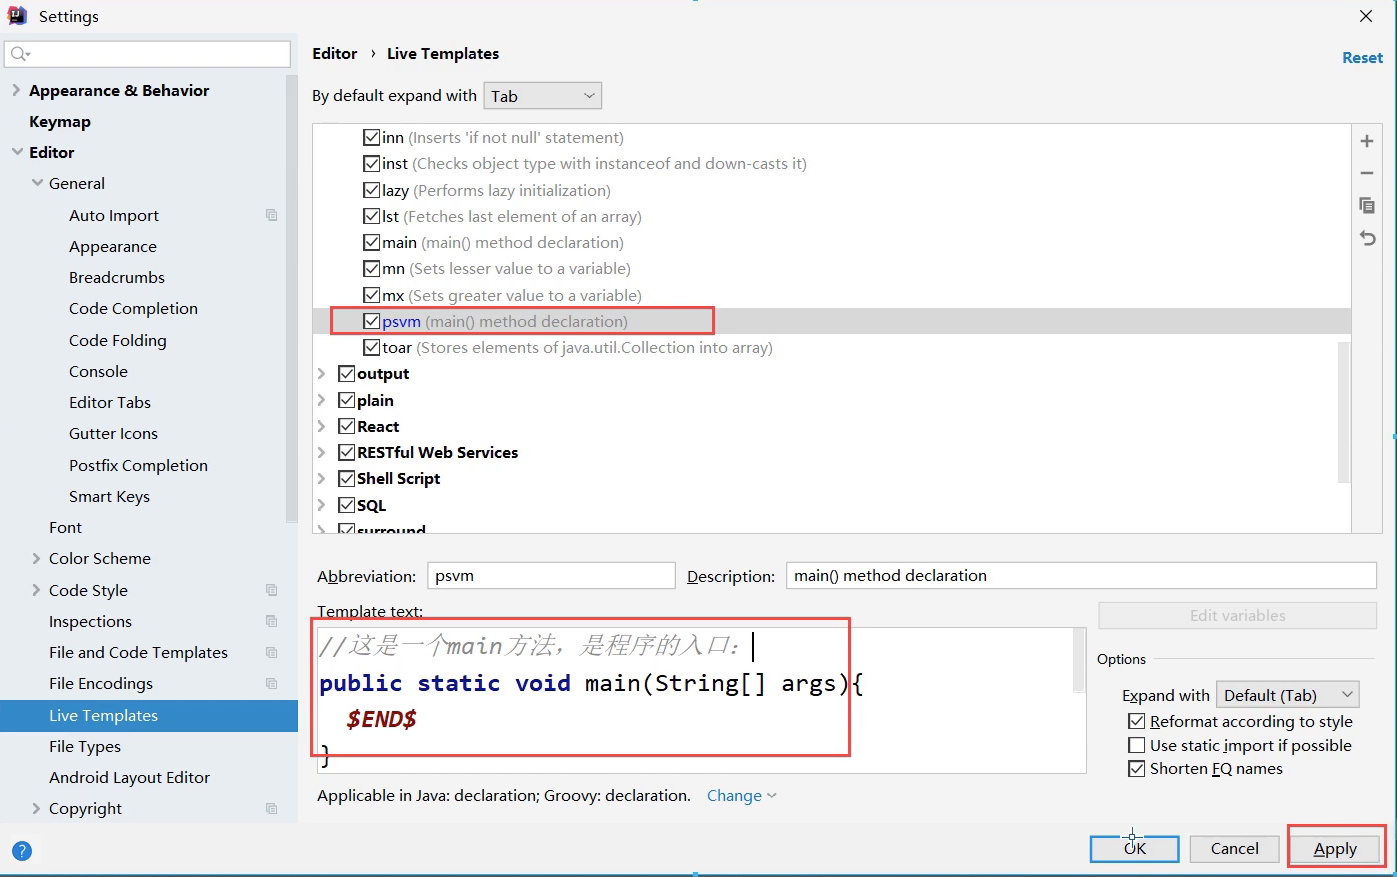 Settings
Editor › Live Templates
Reset
By default expand with Tab
Appearance & Behavior
Keymap
Editor
General
Auto Import
Appearance
Breadcrumbs
Code Completion
Code Folding
Console
Editor Tabs
Gutter Icons
Postfix Completion
Smart Keys
Font
Color Scheme
Code Style
Inspections
File and Code Templates
File Encodings
Live Templates
File Types
Android Layout Editor
Copyright
inn (Inserts 'if not null' statement)
inst (Checks object type with instanceof and down-casts it)
lazy (Performs lazy initialization)
lst (Fetches last element of an array)
main (main() method declaration)
mn (Sets lesser value to a variable)
mx (Sets greater value to a variable)
psvm (main() method declaration)
toar (Stores elements of java.util.Collection into array)
output
plain
React
RESTful Web Services
Shell Script
SQL
surround
Abbreviation: psvm Description: main() method declaration
Template text:
//这是一个main方法，是程序的入口：
public static void main(String[] args){
$END$
}
Edit variables
Options
Expand with Default (Tab)
Reformat according to style
Use static import if possible
Shorten FQ names
Applicable in Java: declaration; Groovy: declaration. Change
?
OK Cancel Apply